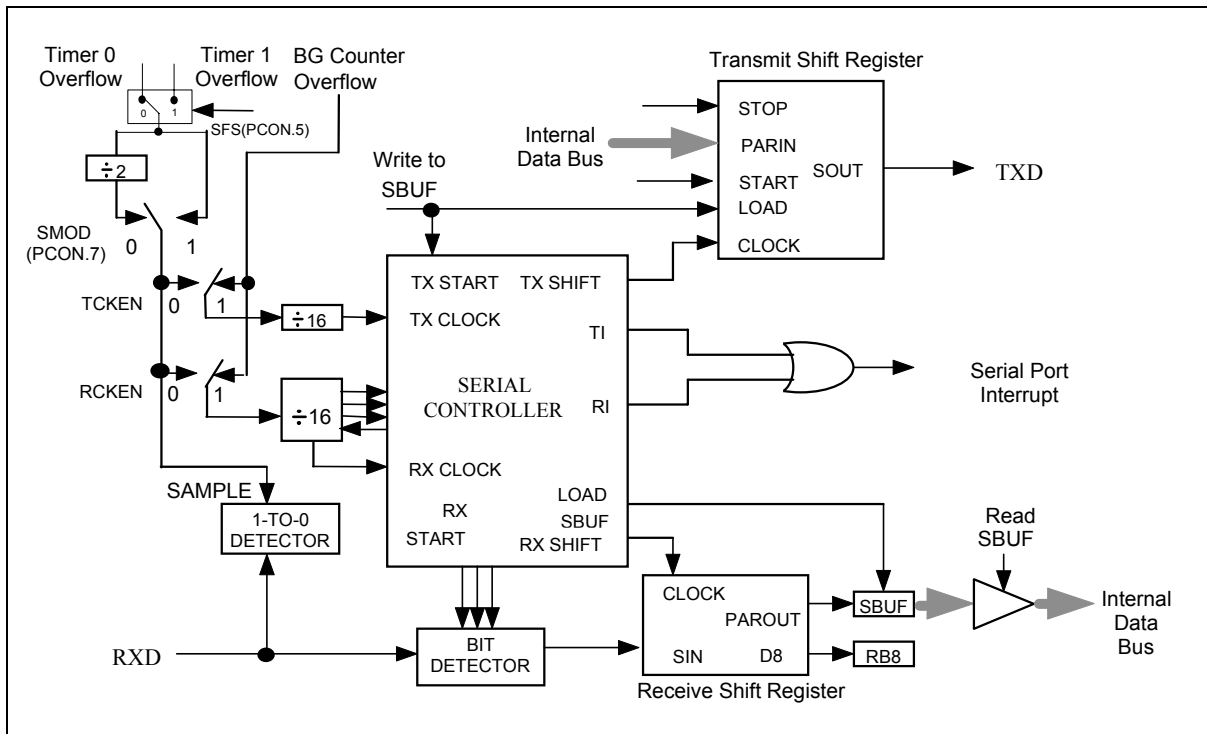 Timer 0
Overflow
Timer 1
Overflow
BG Counter
Overflow
0
1
SFS(PCON.5)
÷2
SMOD
(PCON.7)
0
1
TCKEN
0
1
÷16
RCKEN
0
1
÷16
SAMPLE
1-TO-0
DETECTOR
RXD
Write to
SBUF
TX START
TX SHIFT
TX CLOCK
TI
SERIAL
CONTROLLER
RI
RX CLOCK
LOAD
SBUF
RX
START
RX SHIFT
BIT
DETECTOR
Transmit Shift Register
Internal
Data Bus
STOP
PARIN
SOUT
START
LOAD
CLOCK
TXD
Serial Port
Interrupt
CLOCK
PAROUT
SIN
D8
Receive Shift Register
SBUF
RB8
Read
SBUF
Internal
Data
Bus